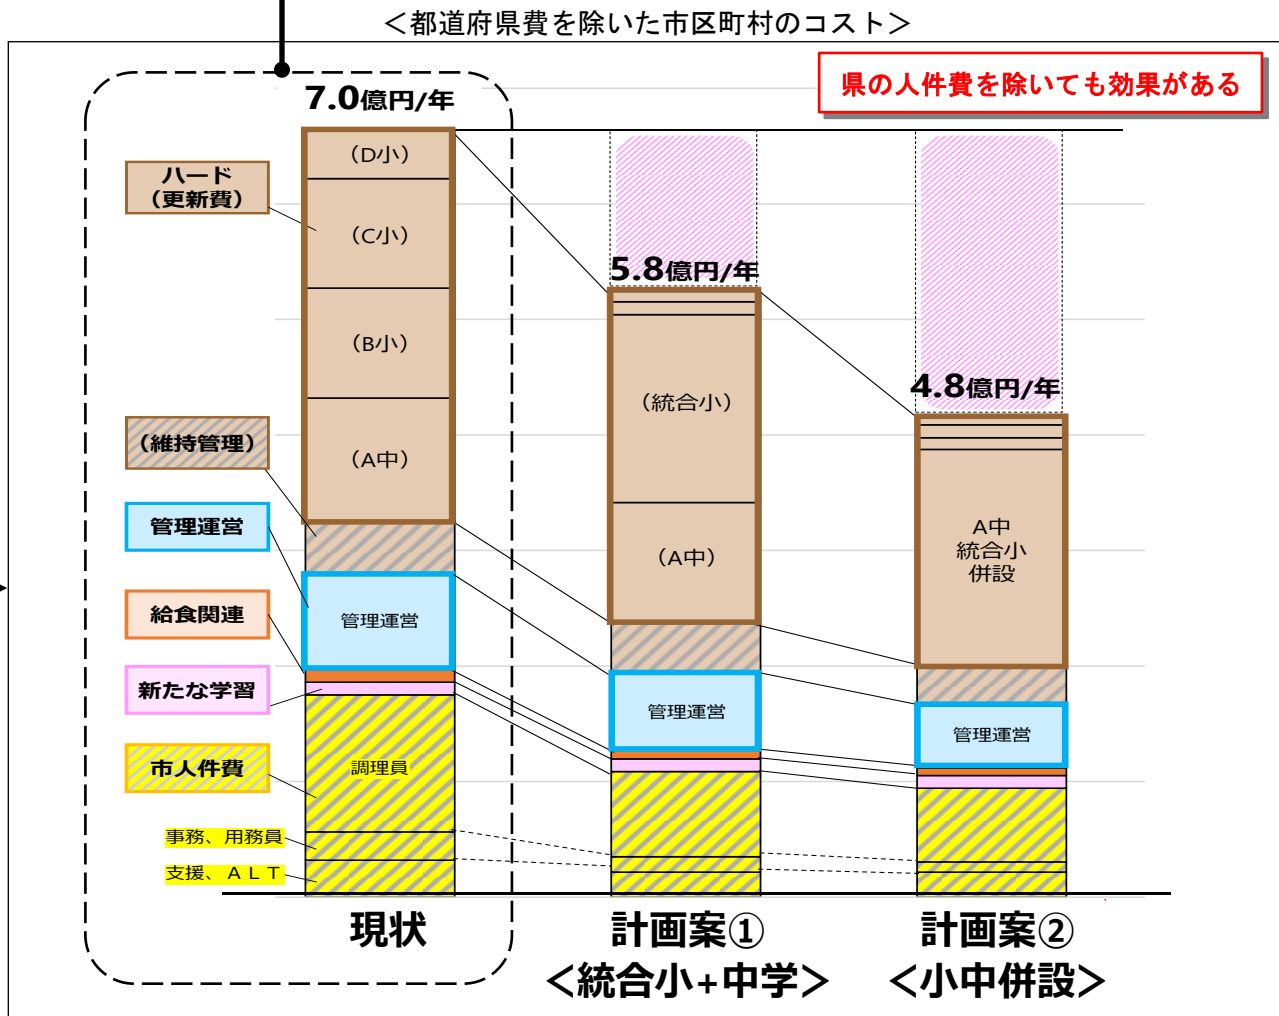 ＜都道府県費を除いた市区町村のコスト＞
県の人件費を除いても効果がある
7.0億円/年
（D小）
ハード
（更新費）
（C小）
5.8億円/年
（B小）
4.8億円/年
（統合小）
（維持管理）
（A中）
管理運営
A中
統合小
併設
（A中）
給食関連
管理運営
新たな学習
管理運営
管理運営
市人件費
調理員
事務、用務員
支援、ＡＬＴ
現状
計画案①
＜統合小+中学＞
計画案②
＜小中併設＞